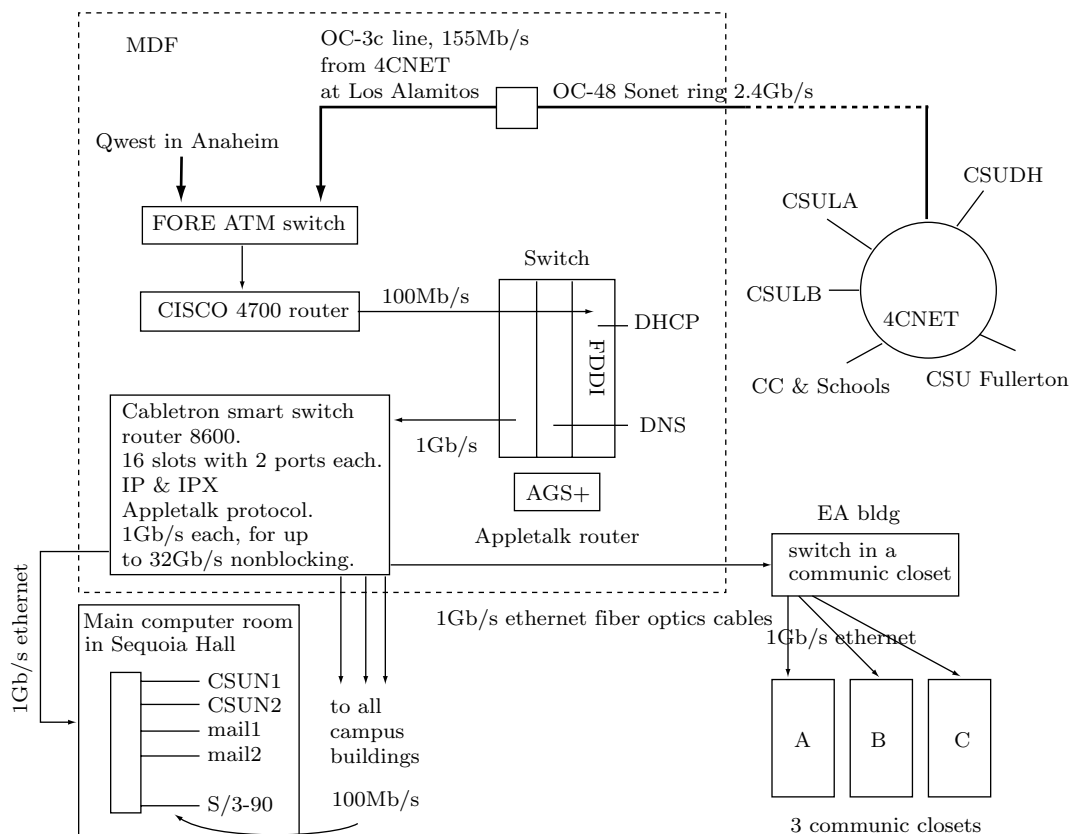 MDF
OC-3c line, 155Mb/s
from 4CNET
at Los Alamitos
OC-48 Sonet ring 2.4Gb/s
Qwest in Anaheim
FORE ATM switch
CISCO 4700 router
100Mb/s
Switch
FDDI
DHCP
DNS
1Gb/s
AGS+
Appletalk router
CSUDH
CSULA
CSULB
4CNET
CC & Schools
CSU Fullerton
Cabletron smart switch
router 8600.
16 slots with 2 ports each.
IP & IPX
Appletalk protocol.
1Gb/s each, for up
to 32Gb/s nonblocking.
EA bldg
switch in a
communic closet
1Gb/s ethernet fiber optics cables
1Gb/s ethernet
A
B
C
3 communic closets
1Gb/s ethernet
Main computer room
in Sequoia Hall
CSUN1
CSUN2
mail1
mail2
S/3-90
to all
campus
buildings
100Mb/s